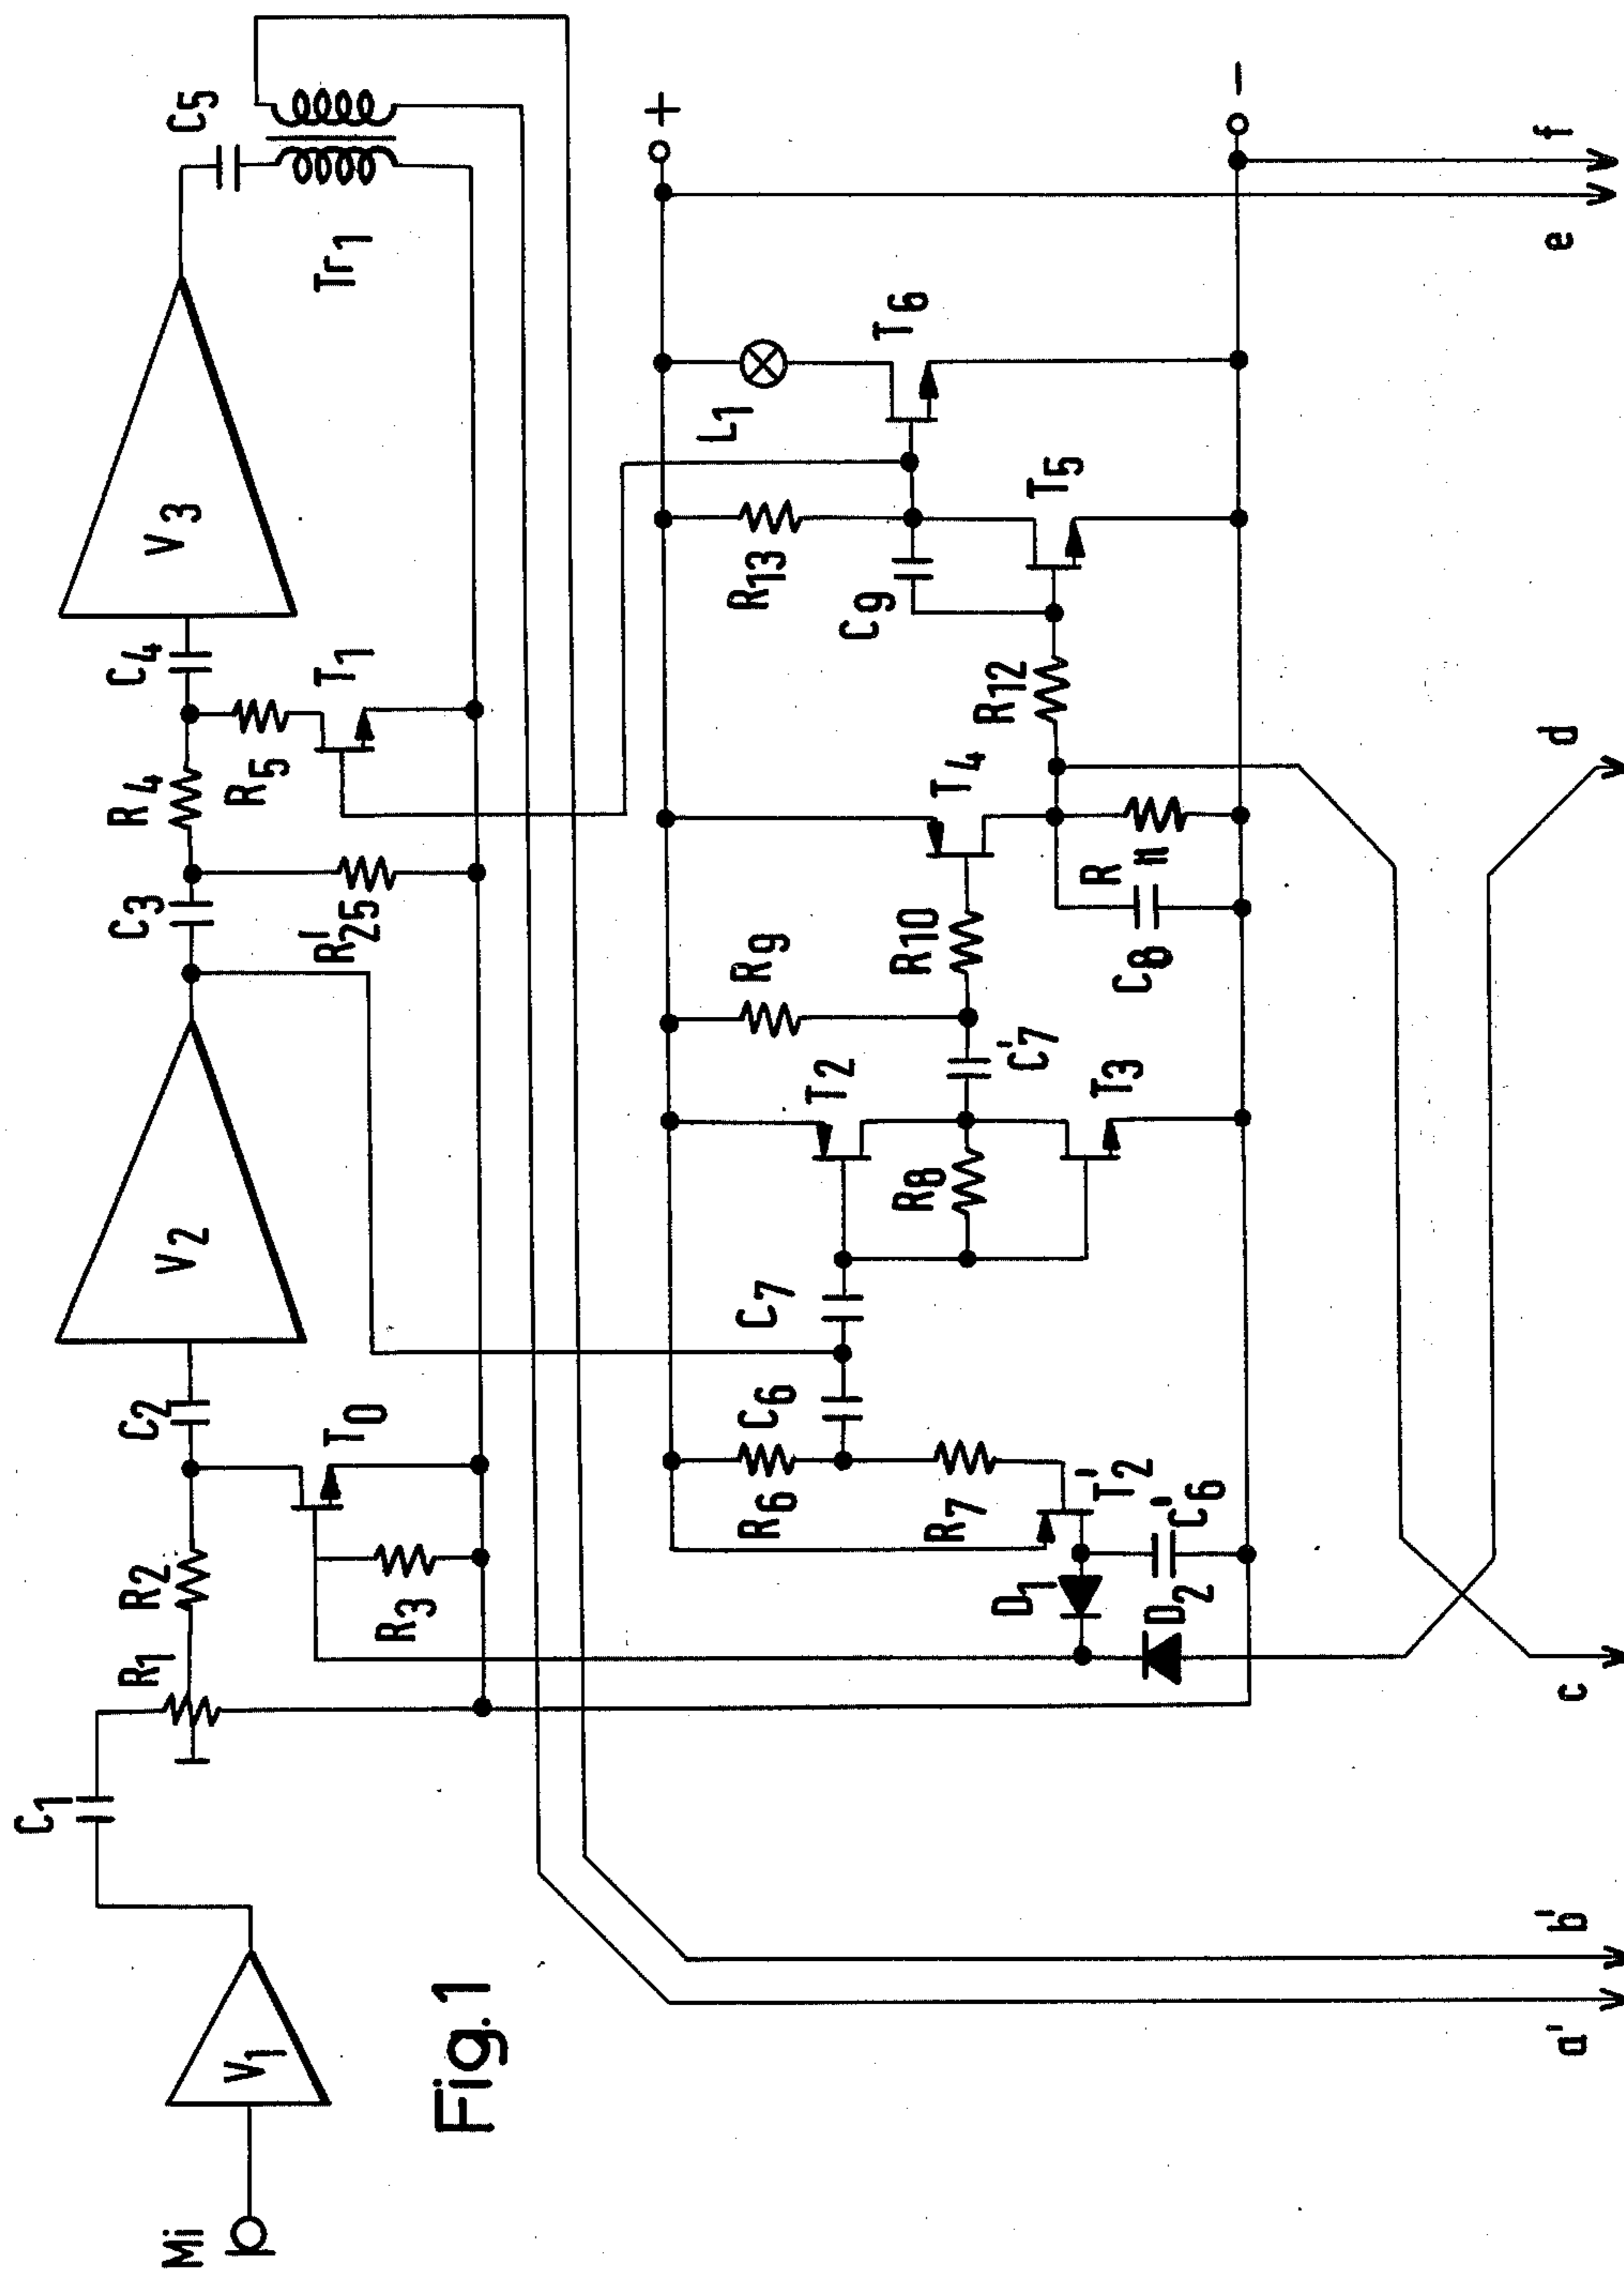 Mi
V1
C1
R1
R2
R3
T0
C2
V2
C3
R'25
R4
R5
T1
C4
V3
C5
Tr1
+
−
R6
C6
R7
T'2
C'6
D1
D2
C7
T2
R8
T3
C'7
R9
R10
T4
C8
R11
R12
C9
R13
T5
L1
T6
a'
b'
c
d
e
f
Fig.1